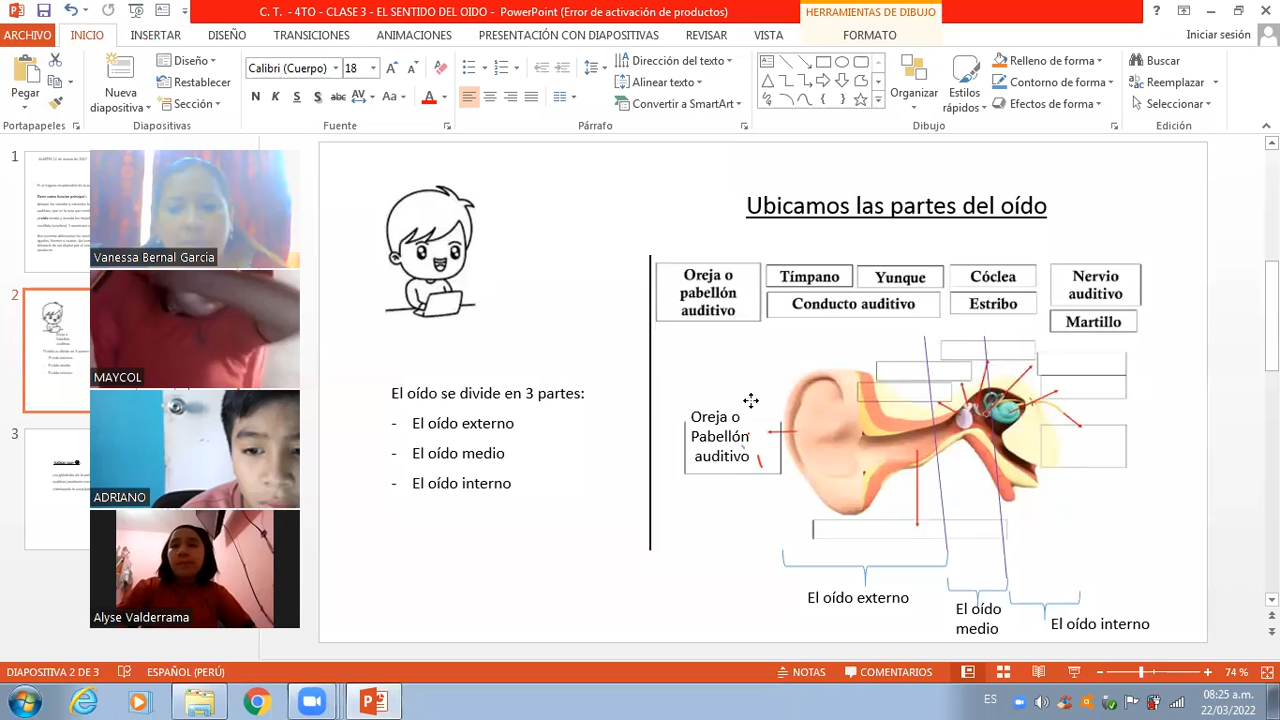 C. T. - 4TO - CLASE 3 - EL SENTIDO DEL OIDO - PowerPoint (Error de activación de productos)
HERRAMIENTAS DE DIBUJO
ARCHIVO
INICIO
INSERTAR
DISEÑO
TRANSICIONES
ANIMACIONES
PRESENTACIÓN CON DIAPOSITIVAS
REVISAR
VISTA
FORMATO
Iniciar sesión
Pegar
Nueva
diapositiva
Diseño
Restablecer
Sección
Calibri (Cuerpo)
18
N K S S abc AV Aa A
Dirección del texto
Alinear texto
Convertir a SmartArt
Organizar
Estilos
rápidos
Relleno de forma
Contorno de forma
Efectos de forma
Buscar
Reemplazar
Seleccionar
Portapapeles
Diapositivas
Fuente
Párrafo
Dibujo
Edición
1
2
3
Vanessa Bernal Garcia
MAYCOL
ADRIANO
Alyse Valderrama
Ubicamos las partes del oído
Oreja o
pabellón
auditivo
Tímpano
Yunque
Cóclea
Nervio
auditivo
Conducto auditivo
Estribo
Martillo
El oído se divide en 3 partes:
- El oído externo
- El oído medio
- El oído interno
Oreja o
Pabellón
auditivo
El oído externo
El oído
medio
El oído interno
DIAPOSITIVA 2 DE 3
ESPAÑOL (PERÚ)
NOTAS
COMENTARIOS
74 %
ES
08:25 a.m.
22/03/2022